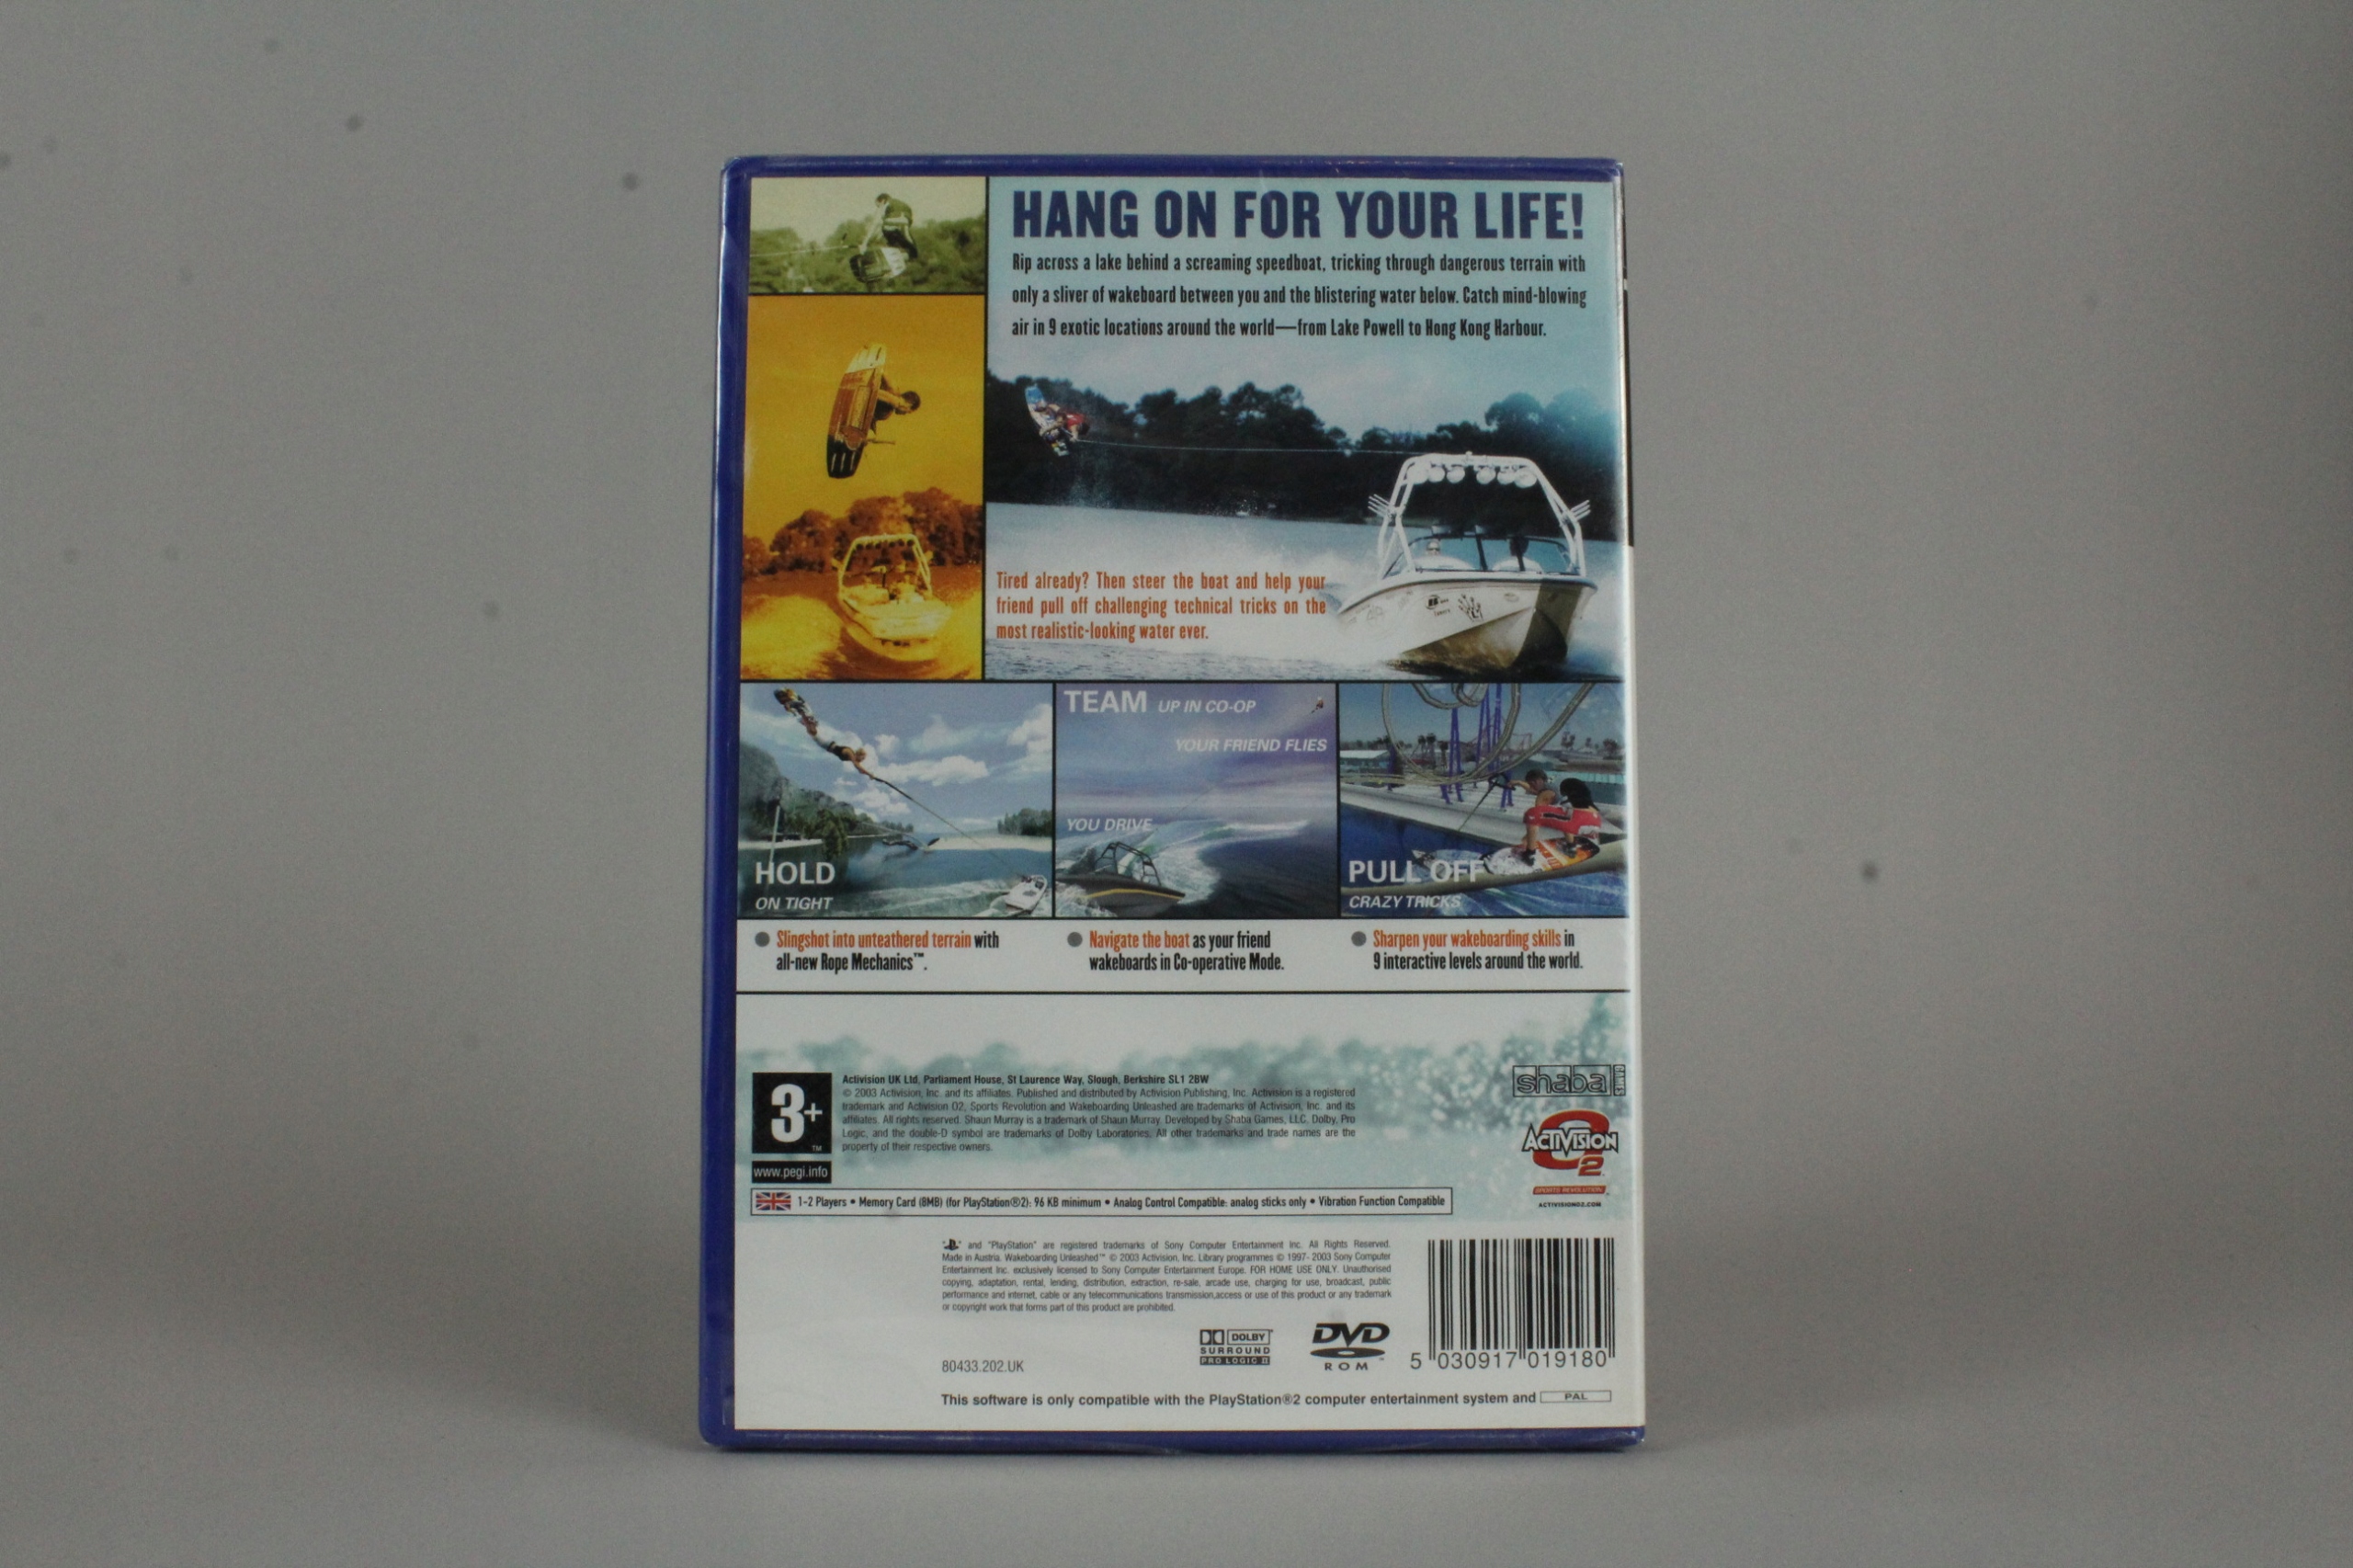 HANG ON FOR YOUR LIFE!
Rip across a lake behind a screaming speedboat, tricking through dangerous terrain with
only a sliver of wakeboard between you and the blistering water below. Catch mind-blowing
air in 9 exotic locations around the world—from Lake Powell to Hong Kong Harbour.
Tired already? Then steer the boat and help your
friend pull off challenging technical tricks on the
most realistic-looking water ever.
HOLD
ON TIGHT
TEAM UP IN CO-OP
YOUR FRIEND FLIES
YOU DRIVE
PULL OFF
CRAZY TRICKS
Slingshot into unteathered terrain with
all-new Rope Mechanics™.
Navigate the boat as your friend
wakeboards in Co-operative Mode.
Sharpen your wakeboarding skills in
9 interactive levels around the world.
3+
™
www.pegi.info
Activision UK Ltd, Parliament House, St Laurence Way, Slough, Berkshire SL1 2BW
© 2003 Activision, Inc. and its affiliates. Published and distributed by Activision Publishing, Inc. Activision is a registered
trademark and Activision O2, Sports Revolution and Wakeboarding Unleashed are trademarks of Activision, Inc. and its
affiliates. All rights reserved. Shaun Murray is a trademark of Shaun Murray. Developed by Shaba Games, LLC. Dolby, Pro
Logic, and the double-D symbol are trademarks of Dolby Laboratories. All other trademarks and trade names are the
property of their respective owners.
shaba GAMES
ACTIVISION
O2
SPORTS REVOLUTION
ACTIVISIONO2.COM
1-2 Players • Memory Card (8MB) (for PlayStation®2): 96 KB minimum • Analog Control Compatible: analog sticks only • Vibration Function Compatible
" " and "PlayStation" are registered trademarks of Sony Computer Entertainment Inc. All Rights Reserved.
Made in Austria. Wakeboarding Unleashed™ © 2003 Activision, Inc. Library programmes © 1997- 2003 Sony Computer
Entertainment Inc. exclusively licensed to Sony Computer Entertainment Europe. FOR HOME USE ONLY. Unauthorised
copying, adaptation, rental, lending, distribution, extraction, re-sale, arcade use, charging for use, broadcast, public
performance and internet, cable or any telecommunications transmission,access or use of this product or any trademark
or copyright work that forms part of this product are prohibited.
80433.202.UK
DOLBY
SURROUND
PRO LOGIC II
DVD
ROM
5 030917 019180
This software is only compatible with the PlayStation®2 computer entertainment system and PAL